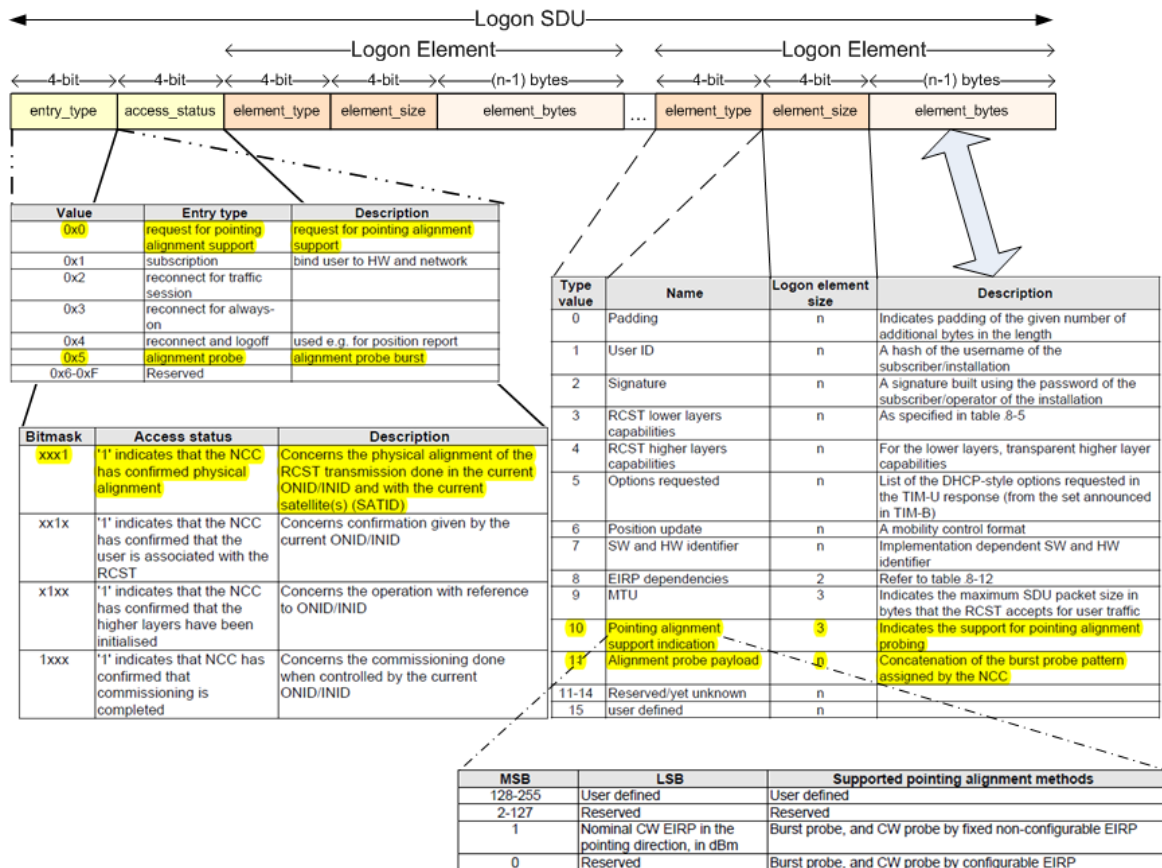 Logon SDU
Logon Element Logon Element
4-bit 4-bit 4-bit 4-bit (n-1) bytes 4-bit 4-bit (n-1) bytes
entry_type access_status element_type element_size element_bytes ... element_type element_size element_bytes
Value Entry type Description
0x0 request for pointing request for pointing alignment
alignment support support
0x1 subscription bind user to HW and network
0x2 reconnect for traffic
session
0x3 reconnect for always-
on
0x4 reconnect and logoff used e.g. for position report
0x5 alignment probe alignment probe burst
0x6-0xF Reserved
Bitmask Access status Description
xxx1 '1' indicates that the NCC Concerns the physical alignment of the
has confirmed physical RCST transmission done in the current
alignment ONID/INID and with the current
satellite(s) (SATID)
xx1x '1' indicates that the NCC Concerns confirmation given by the
has confirmed that the current ONID/INID
user is associated with the
RCST
x1xx '1' indicates that the NCC Concerns the operation with reference
has confirmed that the to ONID/INID
higher layers have been
initialised
1xxx '1' indicates that NCC has Concerns the commissioning done
confirmed that when controlled by the current
commissioning is ONID/INID
completed
Type Name Logon element Description
value size
0 Padding n Indicates padding of the given number of
additional bytes in the length
1 User ID n A hash of the username of the
subscriber/installation
2 Signature n A signature built using the password of the
subscriber/operator of the installation
3 RCST lower layers n As specified in table .8-5
capabilities
4 RCST higher layers n For the lower layers, transparent higher layer
capabilities capabilities
5 Options requested n List of the DHCP-style options requested in
the TIM-U response (from the set announced
in TIM-B)
6 Position update n A mobility control format
7 SW and HW identifier n Implementation dependent SW and HW
identifier
8 EIRP dependencies 2 Refer to table .8-12
9 MTU 3 Indicates the maximum SDU packet size in
bytes that the RCST accepts for user traffic
10 Pointing alignment 3 Indicates the support for pointing alignment
support indication probing
11 Alignment probe payload n Concatenation of the burst probe pattern
assigned by the NCC
11-14 Reserved/yet unknown n
15 user defined n
MSB LSB Supported pointing alignment methods
128-255 User defined User defined
2-127 Reserved Reserved
1 Nominal CW EIRP in the Burst probe, and CW probe by fixed non-configurable EIRP
pointing direction, in dBm
0 Reserved Burst probe, and CW probe by configurable EIRP